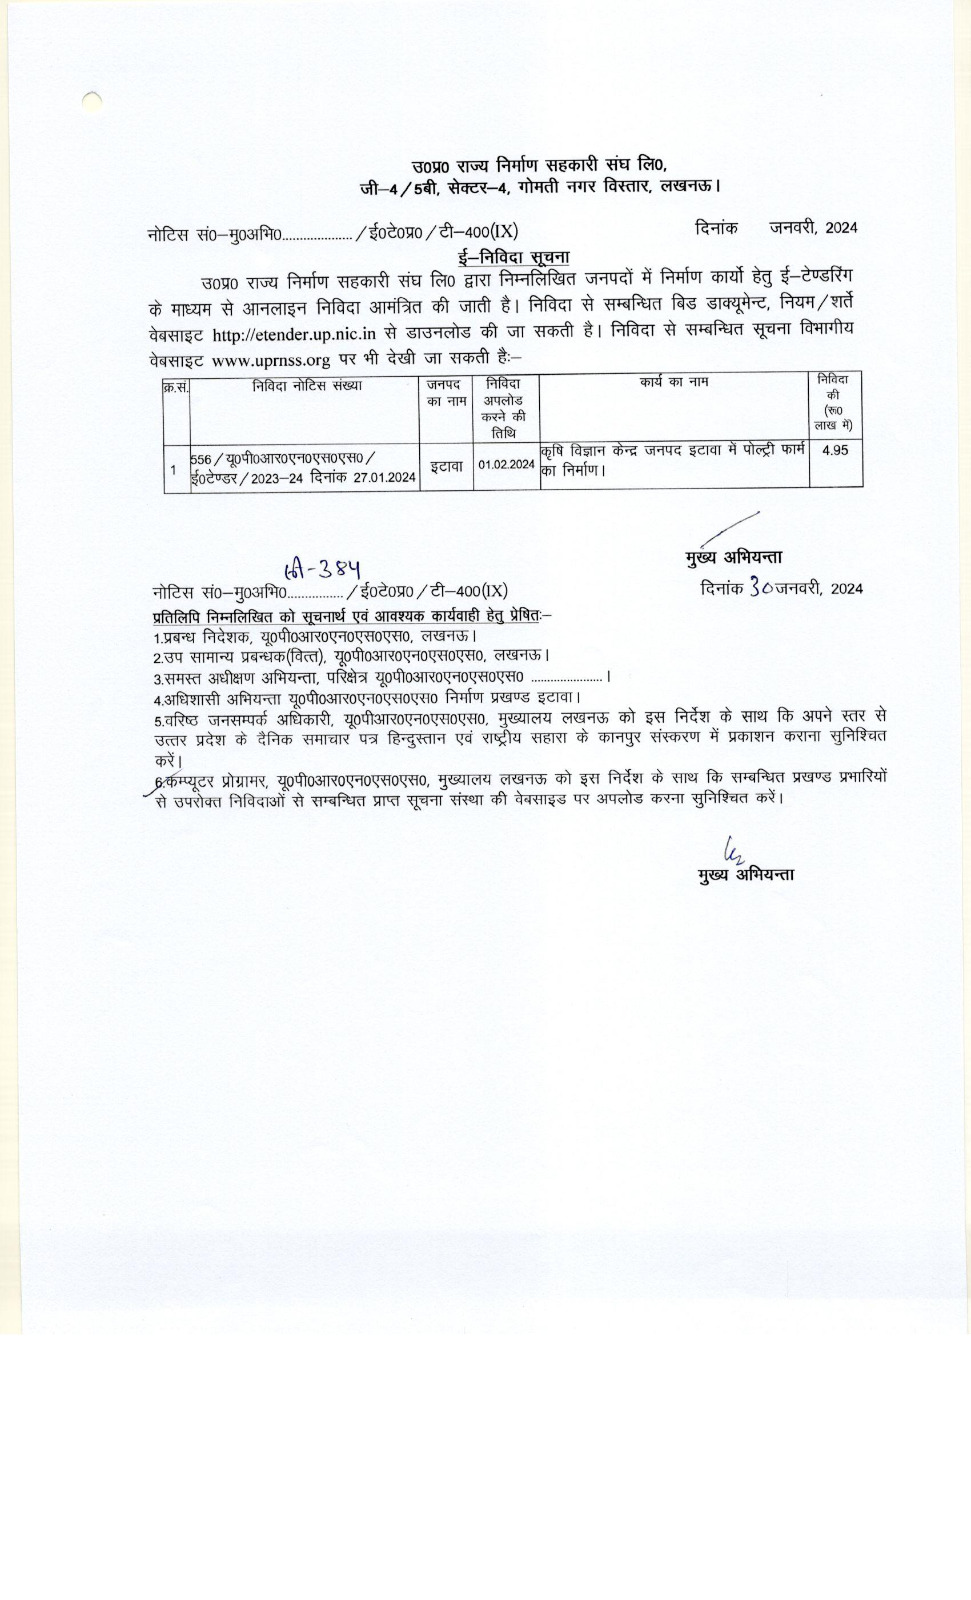 उ0प्र0 राज्य निर्माण सहकारी संघ लि0,
जी–4/5बी, सेक्टर–4, गोमती नगर विस्तार, लखनऊ।
नोटिस सं0–मु0अभि0..................../ई0टे0प्र0/टी–400(IX) दिनांक जनवरी, 2024
ई–निविदा सूचना
उ0प्र0 राज्य निर्माण सहकारी संघ लि0 द्वारा निम्नलिखित जनपदों में निर्माण कार्यो हेतु ई–टेण्डरिंग
के माध्यम से आनलाइन निविदा आमंत्रित की जाती है। निविदा से सम्बन्धित बिड डाक्यूमेन्ट, नियम/शर्ते
वेबसाइट http://etender.up.nic.in से डाउनलोड की जा सकती है। निविदा से सम्बन्धित सूचना विभागीय
वेबसाइट www.uprnss.org पर भी देखी जा सकती हैः–
क्र.सं. निविदा नोटिस संख्या जनपद का नाम निविदा अपलोड करने की तिथि कार्य का नाम निविदा की (रू0 लाख में)
1 556/यू0पी0आर0एन0एस0एस0/ई0टेण्डर/2023–24 दिनांक 27.01.2024 इटावा 01.02.2024 कृषि विज्ञान केन्द्र जनपद इटावा में पोल्ट्री फार्म का निर्माण। 4.95
मुख्य अभियन्ता
नोटिस सं0–मु0अभि0................/ई0टे0प्र0/टी–400(IX) दिनांक 30 जनवरी, 2024
-384
प्रतिलिपि निम्नलिखित को सूचनार्थ एवं आवश्यक कार्यवाही हेतु प्रेषितः–
1.प्रबन्ध निदेशक, यू0पी0आर0एन0एस0एस0, लखनऊ।
2.उप सामान्य प्रबन्धक(वित्त), यू0पी0आर0एन0एस0एस0, लखनऊ।
3.समस्त अधीक्षण अभियन्ता, परिक्षेत्र यू0पी0आर0एन0एस0एस0 ...................... ।
4.अधिशासी अभियन्ता यू0पी0आर0एन0एस0एस0 निर्माण प्रखण्ड इटावा।
5.वरिष्ठ जनसम्पर्क अधिकारी, यू0पीआर0एन0एस0एस0, मुख्यालय लखनऊ को इस निर्देश के साथ कि अपने स्तर से
उत्तर प्रदेश के दैनिक समाचार पत्र हिन्दुस्तान एवं राष्ट्रीय सहारा के कानपुर संस्करण में प्रकाशन कराना सुनिश्चित
करें।
6.कम्प्यूटर प्रोग्रामर, यू0पी0आर0एन0एस0एस0, मुख्यालय लखनऊ को इस निर्देश के साथ कि सम्बन्धित प्रखण्ड प्रभारियों
से उपरोक्त निविदाओं से सम्बन्धित प्राप्त सूचना संस्था की वेबसाइड पर अपलोड करना सुनिश्चित करें।
मुख्य अभियन्ता